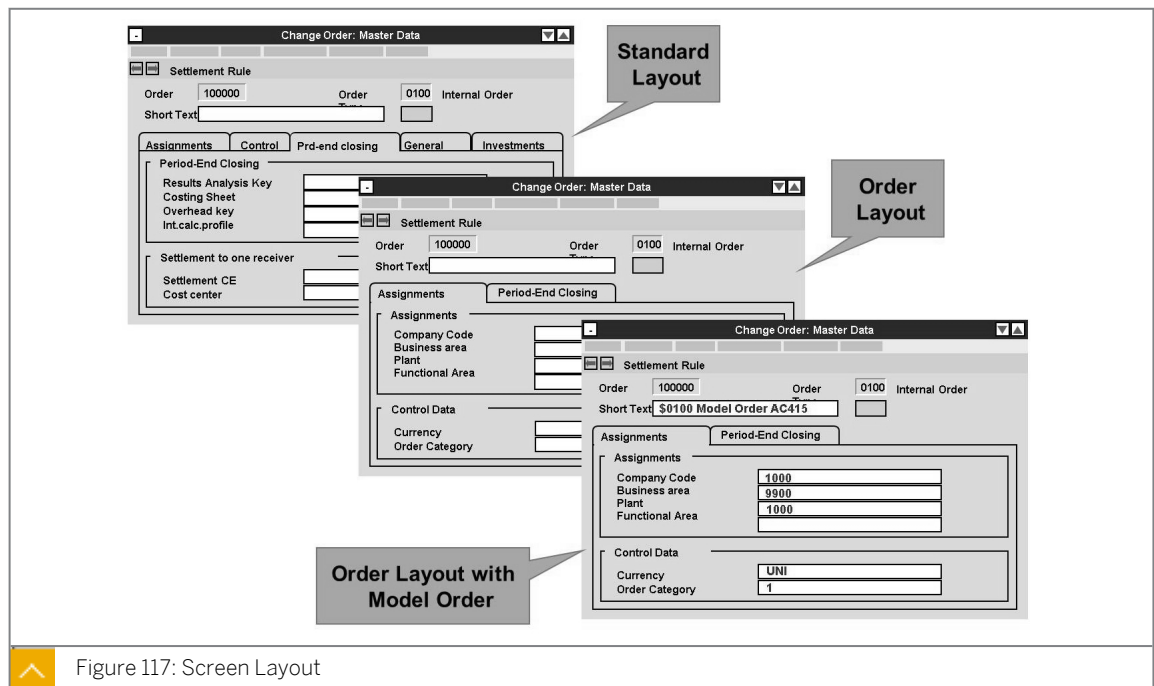 Change Order: Master Data
Settlement Rule
Order 100000 Order 0100 Internal Order
Short Text
Assignments Control Prd-end closing General Investments
Period-End Closing
Results Analysis Key
Costing Sheet
Overhead key
Int.calc.profile
Settlement to one receiver
Settlement CE
Cost center
Standard
Layout
Change Order: Master Data
Settlement Rule
Order 100000 Order 0100 Internal Order
Short Text
Assignments Period-End Closing
Assignments
Company Code
Business area
Plant
Functional Area
Control Data
Currency
Order Category
Order
Layout
Change Order: Master Data
Settlement Rule
Order 100000 Order 0100 Internal Order
Short Text $0100 Model Order AC415
Assignments Period-End Closing
Assignments
Company Code 1000
Business area 9900
Plant 1000
Functional Area
Control Data
Currency UNI
Order Category 1
Order Layout with
Model Order
Figure 117: Screen Layout